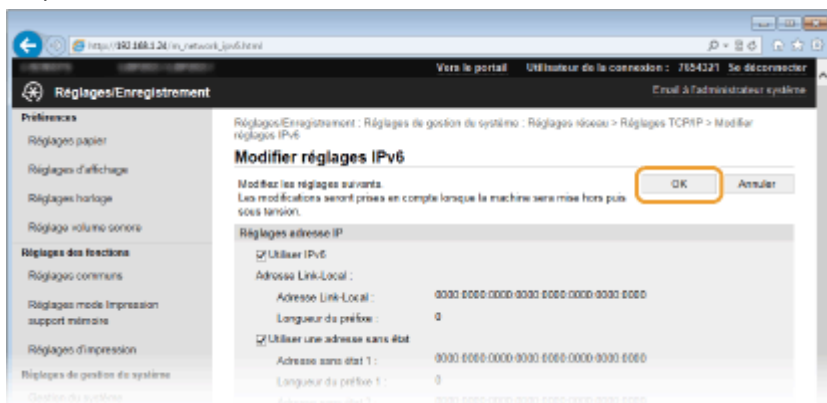 http://192.168.1.24/m_network_ipv6.html
Vers le portail Utilisateur de la connexion : 7654321 Se déconnecter
Réglages/Enregistrement
Email à l'administrateur système
Préférences
Réglages papier
Réglages d'affichage
Réglages horloge
Réglage volume sonore
Réglages des fonctions
Réglages communs
Réglages mode Impression
support mémoire
Réglages d'impression
Réglages de gestion du système
Gestion du système
Réglages/Enregistrement : Réglages de gestion du système : Réglages réseau > Réglages TCP/IP > Modifier
réglages IPv6
Modifier réglages IPv6
Modifiez les réglages suivants.
Les modifications seront prises en compte lorsque la machine sera mise hors puis
sous tension.
OK Annuler
Réglages adresse IP
Utiliser IPv6
Adresse Link-Local :
Adresse Link-Local : 0000:0000:0000:0000:0000:0000:0000:0000
Longueur du préfixe : 0
Utiliser une adresse sans état
Adresse sans état 1 : 0000:0000:0000:0000:0000:0000:0000:0000
Longueur du préfixe 1 : 0